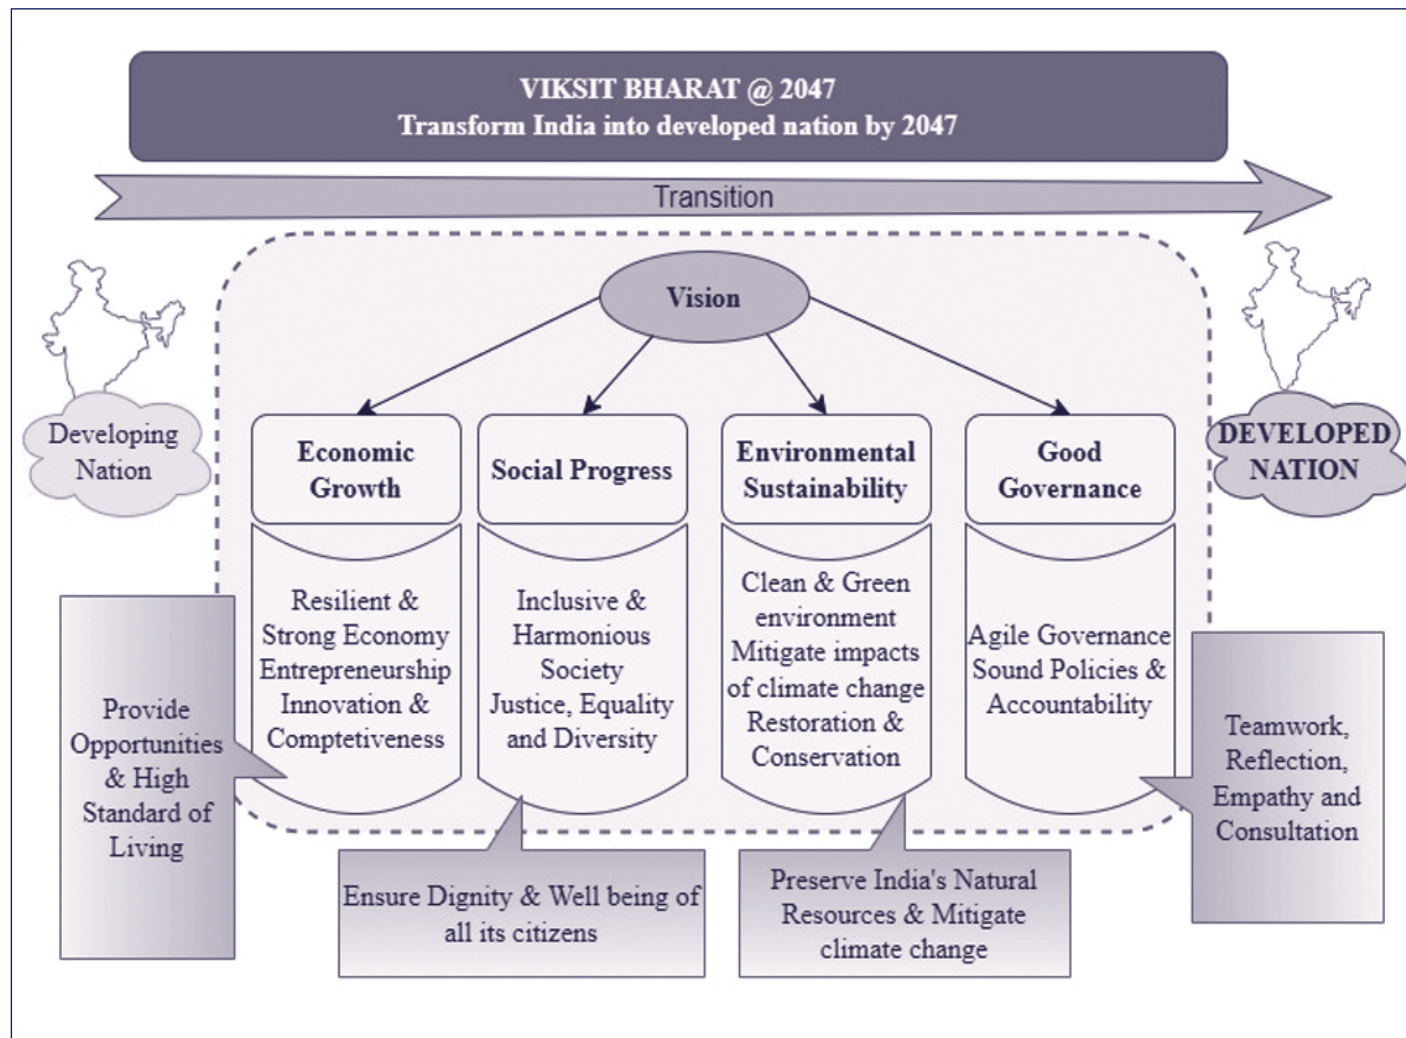 VIKSIT BHARAT @ 2047
Transform India into developed nation by 2047
Transition
Vision
Developing
Nation
DEVELOPED
NATION
Economic
Growth
Social Progress
Environmental
Sustainability
Good
Governance
Resilient &
Strong Economy
Entrepreneurship
Innovation &
Comptetiveness
Inclusive &
Harmonious
Society
Justice, Equality
and Diversity
Clean & Green
environment
Mitigate impacts
of climate change
Restoration &
Conservation
Agile Governance
Sound Policies &
Accountability
Provide
Opportunities
& High
Standard of
Living
Ensure Dignity & Well being of
all its citizens
Preserve India's Natural
Resources & Mitigate
climate change
Teamwork,
Reflection,
Empathy and
Consultation